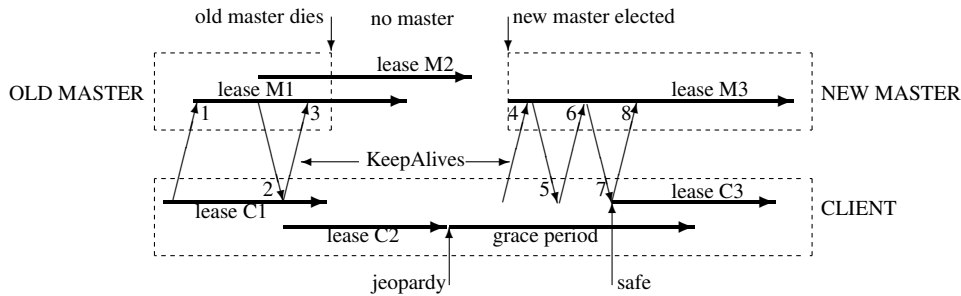 old master dies no master new master elected
lease M2
OLD MASTER lease M1 lease M3 NEW MASTER
1 3 4 6 8
KeepAlives
2 5 7
lease C1 lease C3
CLIENT
lease C2 grace period
jeopardy safe